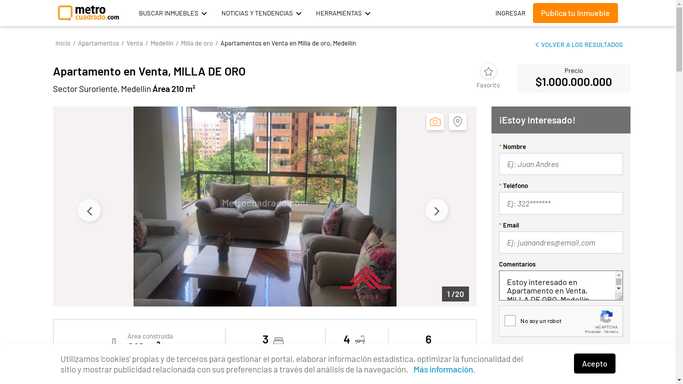 metro
cuadrado.com
BUSCAR INMUEBLES
NOTICIAS Y TENDENCIAS
HERRAMIENTAS
INGRESAR
Publica tu Inmueble
Inicio / Apartamentos / Venta / Medellín / Milla de oro / Apartamentos en Venta en Milla de oro, Medellín
VOLVER A LOS RESULTADOS
Apartamento en Venta, MILLA DE ORO
Sector Suroriente, Medellín Área 210 m²
Favorito
Precio
$1.000.000.000
Metrocuadrado.com
1 / 20
¡Estoy Interesado!
* Nombre
Ej: Juan Andres
* Teléfono
Ej: 322*******
* Email
Ej: juanandres@email.com
Comentarios
Estoy interesado en
Apartamento en Venta,
MILLA DE ORO, Medellín
No soy un robot
reCAPTCHA
Privacidad - Términos
Área construida
3
4
6
Utilizamos 'cookies' propias y de terceros para gestionar el portal, elaborar información estadística, optimizar la funcionalidad del
sitio y mostrar publicidad relacionada con sus preferencias a través del análisis de la navegación. Más información.
Acepto